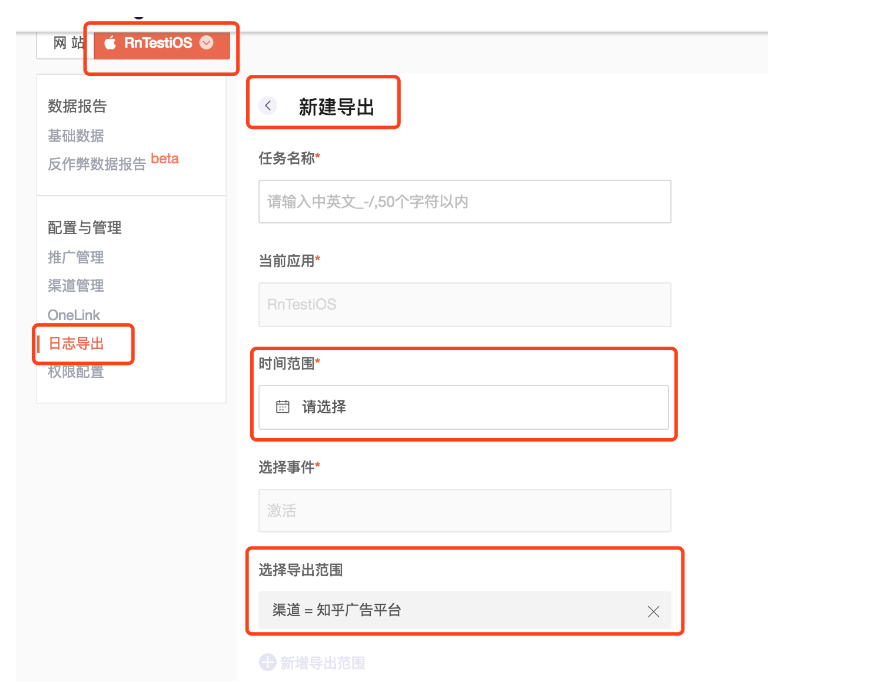 网 站
RnTestiOS
数据报告
基础数据
反作弊数据报告 beta
配置与管理
推广管理
渠道管理
OneLink
日志导出
权限配置
新建导出
任务名称*
请输入中英文_-/,50个字符以内
当前应用*
RnTestiOS
时间范围*
请选择
选择事件*
激活
选择导出范围
渠道 = 知乎广告平台
新增导出范围